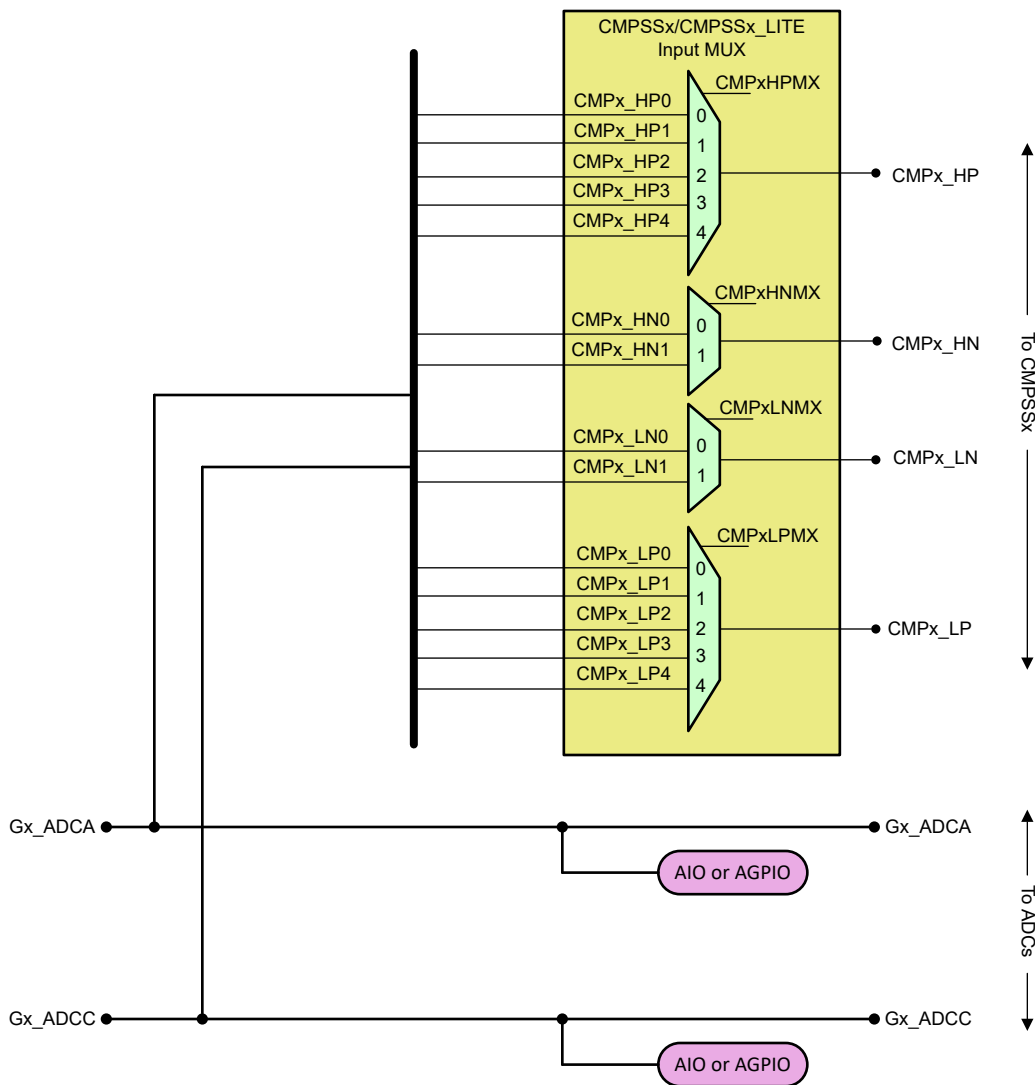 CMPSSx/CMPSSx_LITE
Input MUX
CMPxHPMX
CMPx_HP0
0
CMPx_HP1
1
CMPx_HP2
2
CMPx_HP3
3
CMPx_HP4
4
CMPx_HP
CMPxHNMX
CMPx_HN0
0
CMPx_HN1
1
CMPx_HN
To CMPSSx
CMPxLNMX
CMPx_LN0
0
CMPx_LN1
1
CMPx_LN
CMPxLPMX
CMPx_LP0
0
CMPx_LP1
1
CMPx_LP2
2
CMPx_LP3
3
CMPx_LP4
4
CMPx_LP
Gx_ADCA
Gx_ADCA
AIO or AGPIO
To ADCs
Gx_ADCC
Gx_ADCC
AIO or AGPIO